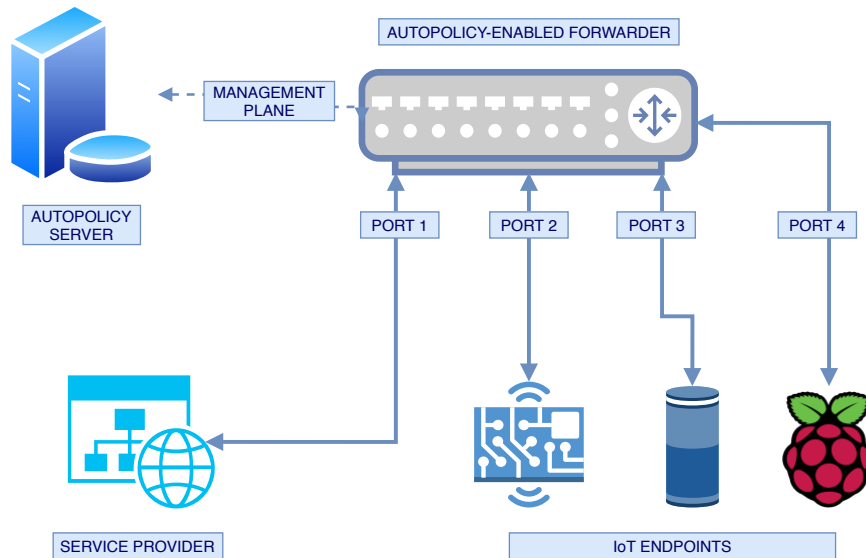 AUTOPOLICY-ENABLED FORWARDER
MANAGEMENT
PLANE
AUTOPOLICY
SERVER
PORT 1
PORT 2
PORT 3
PORT 4
SERVICE PROVIDER
IoT ENDPOINTS